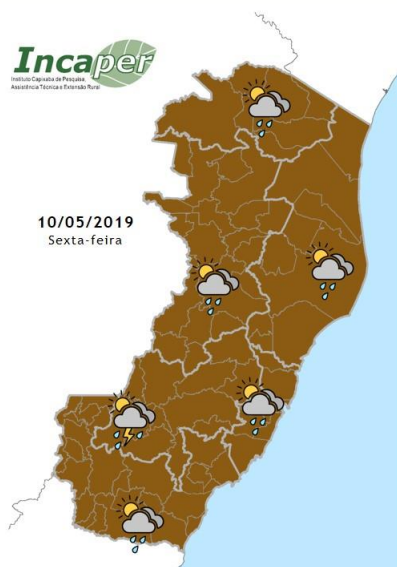 Incaper
Instituto Capixaba de Pesquisa,
Assistência Técnica e Extensão Rural
10/05/2019
Sexta-feira